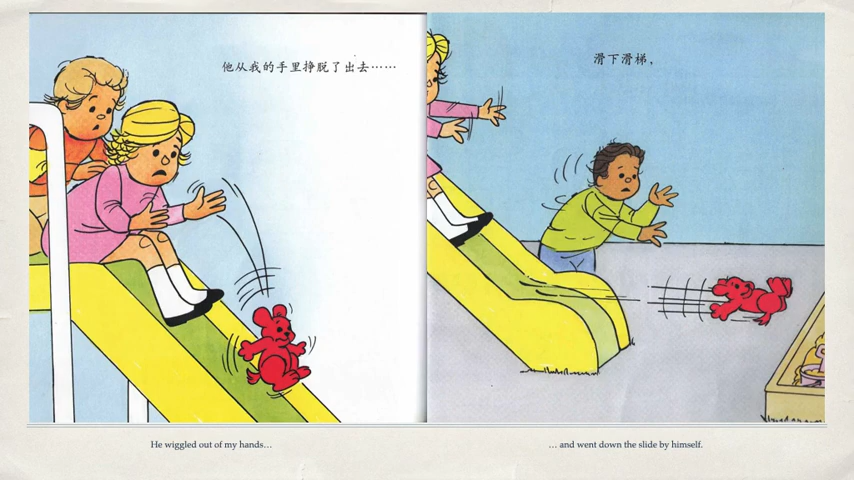 他从我的手里挣脱了出去……
滑下滑梯，
He wiggled out of my hands…
… and went down the slide by himself.